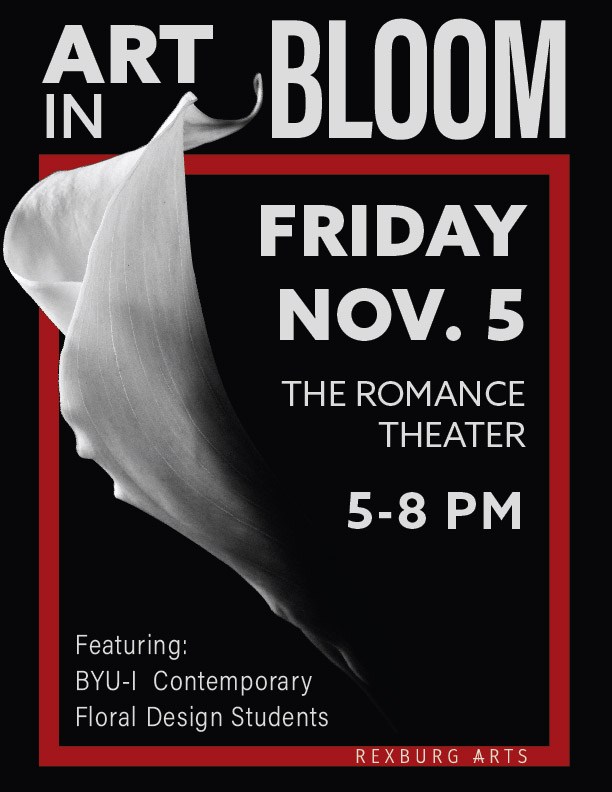 ART
IN
BLOOM
FRIDAY
NOV. 5
THE ROMANCE
THEATER
5-8 PM
Featuring:
BYU-I Contemporary
Floral Design Students
REXBURG ARTS